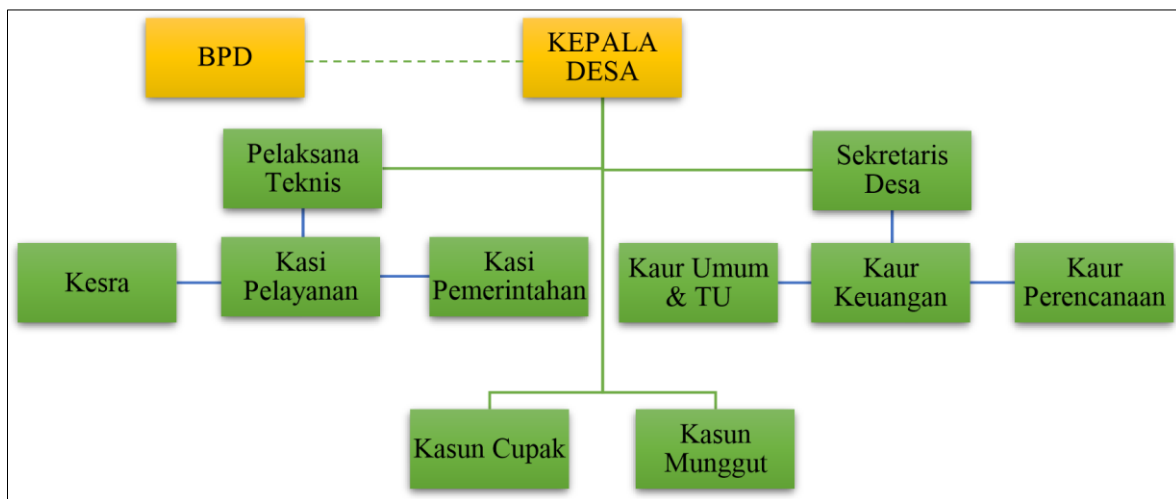 BPD
KEPALA
DESA
Pelaksana
Teknis
Sekretaris
Desa
Kesra
Kasi
Pelayanan
Kasi
Pemerintahan
Kaur Umum
& TU
Kaur
Keuangan
Kaur
Perencanaan
Kasun Cupak
Kasun
Munggut